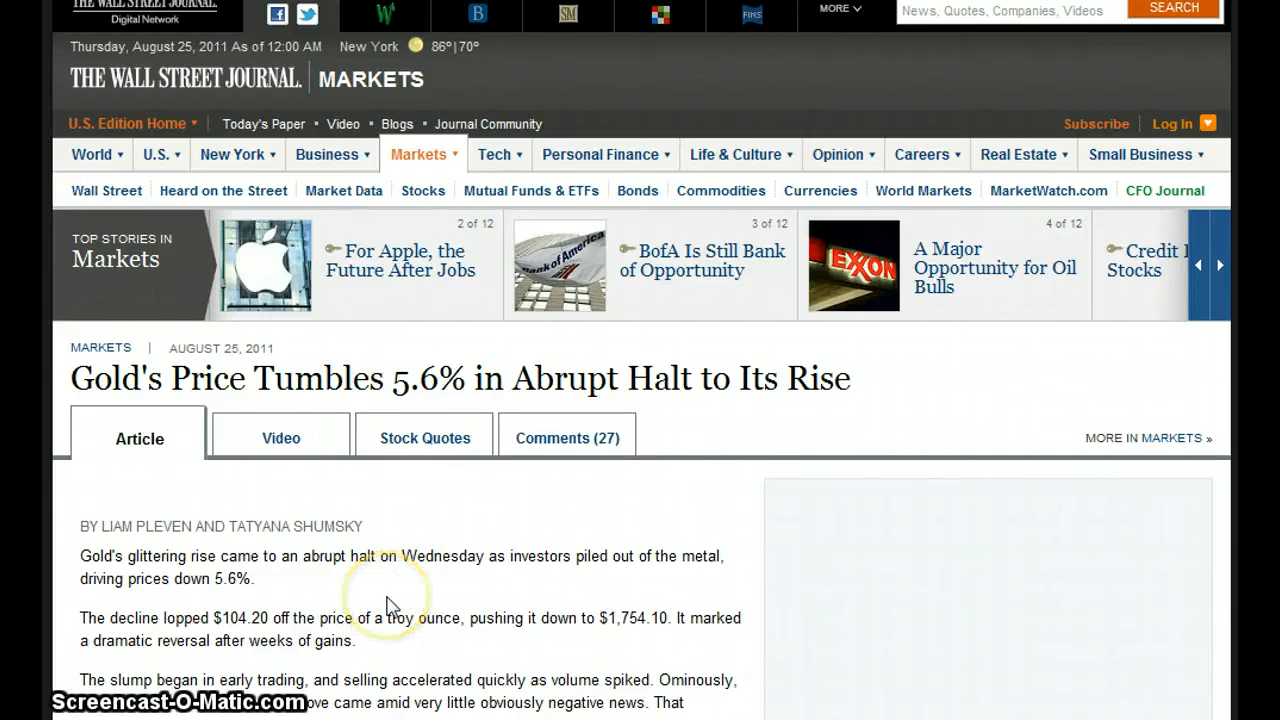 THE WALL STREET JOURNAL.
Digital Network
MORE
News, Quotes, Companies, Videos
SEARCH
W
B
SM
FINS
Thursday, August 25, 2011 As of 12:00 AM New York 86º|70º
THE WALL STREET JOURNAL. MARKETS
U.S. Edition Home Today's Paper • Video • Blogs • Journal Community Subscribe Log In
World U.S. New York Business Markets Tech Personal Finance Life & Culture Opinion Careers Real Estate Small Business
Wall Street Heard on the Street Market Data Stocks Mutual Funds & ETFs Bonds Commodities Currencies World Markets MarketWatch.com CFO Journal
TOP STORIES IN
Markets
2 of 12
For Apple, the
Future After Jobs
3 of 12
BofA Is Still Bank
of Opportunity
Bank of America
4 of 12
A Major
Opportunity for Oil
Bulls
EXXON
Credit
Stocks
MARKETS | AUGUST 25, 2011
Gold's Price Tumbles 5.6% in Abrupt Halt to Its Rise
Article Video Stock Quotes Comments (27) MORE IN MARKETS »
BY LIAM PLEVEN AND TATYANA SHUMSKY
Gold's glittering rise came to an abrupt halt on Wednesday as investors piled out of the metal,
driving prices down 5.6%.
The decline lopped $104.20 off the price of a troy ounce, pushing it down to $1,754.10. It marked
a dramatic reversal after weeks of gains.
The slump began in early trading, and selling accelerated quickly as volume spiked. Ominously,
ove came amid very little obviously negative news. That
Screencast-O-Matic.com